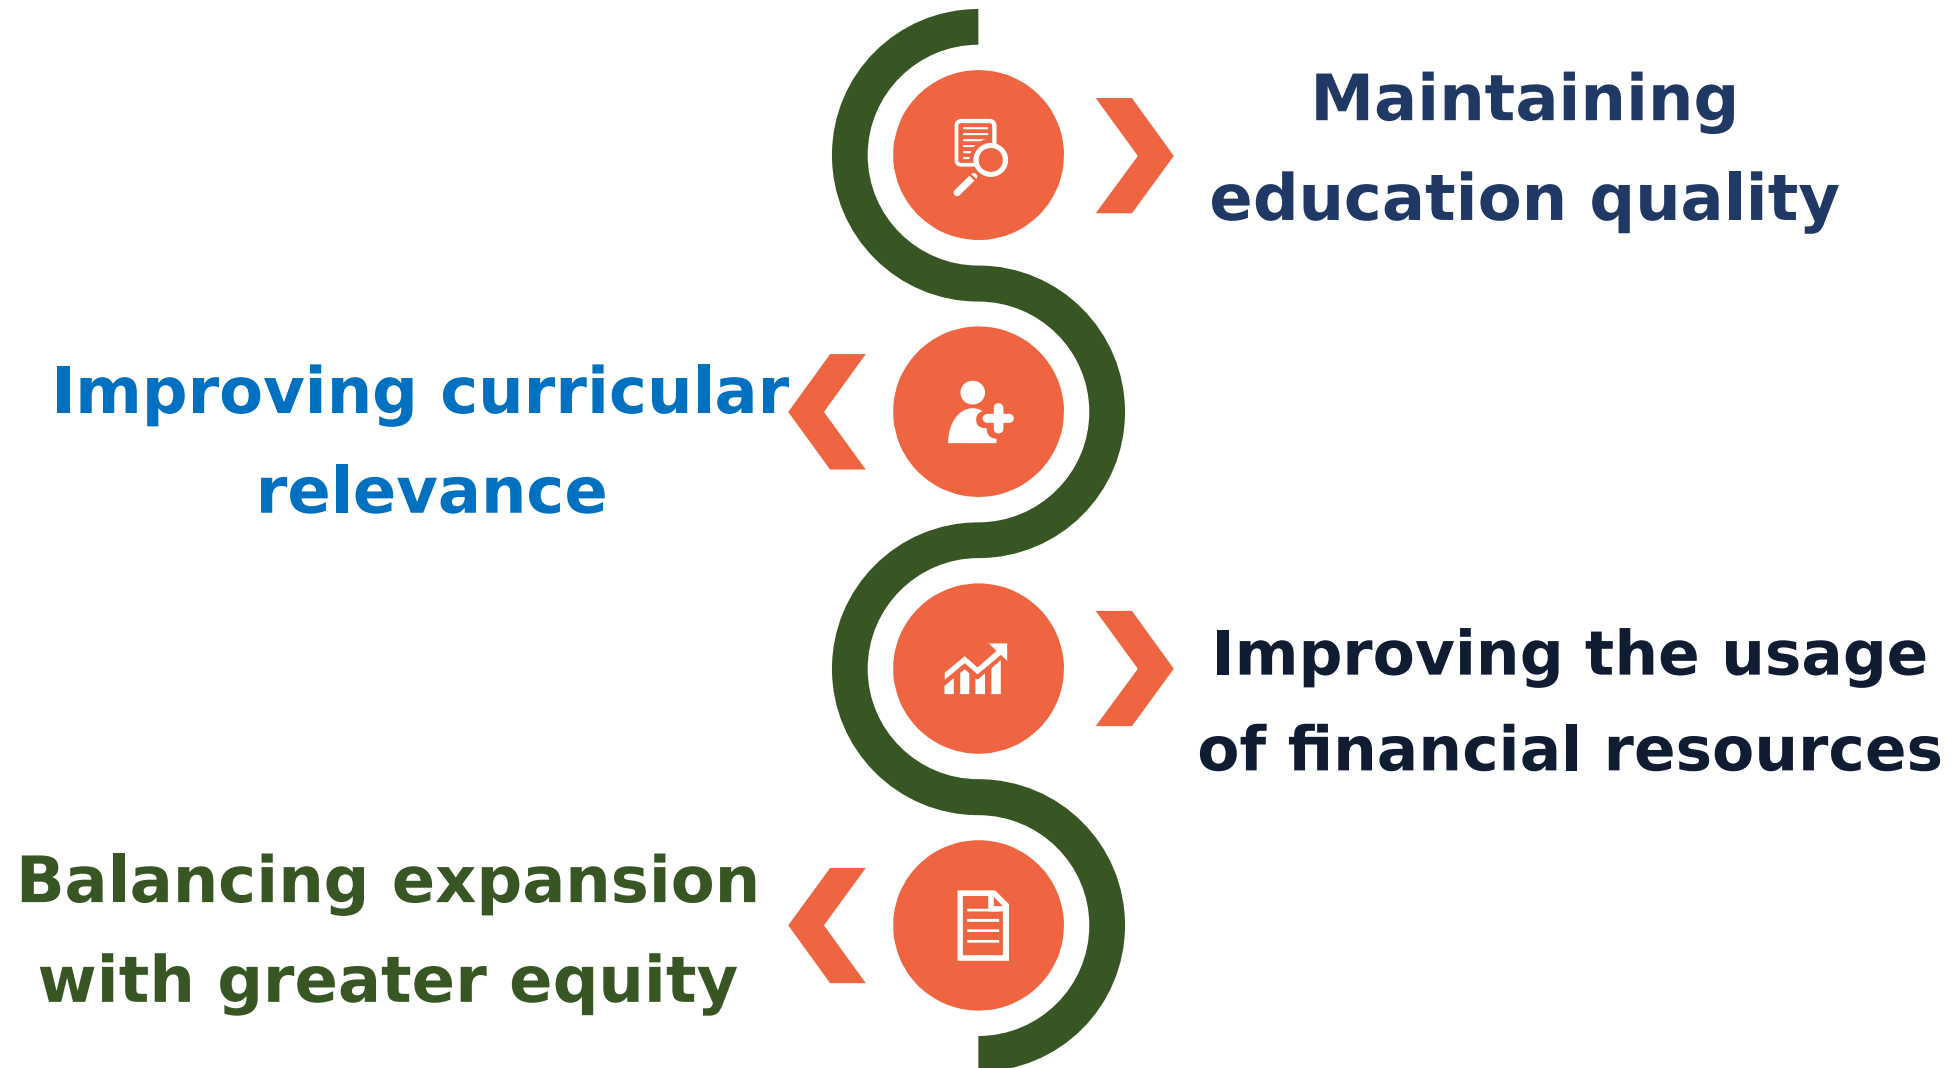 Maintaining
education quality
Improving curricular
relevance
Improving the usage
of financial resources
Balancing expansion
with greater equity